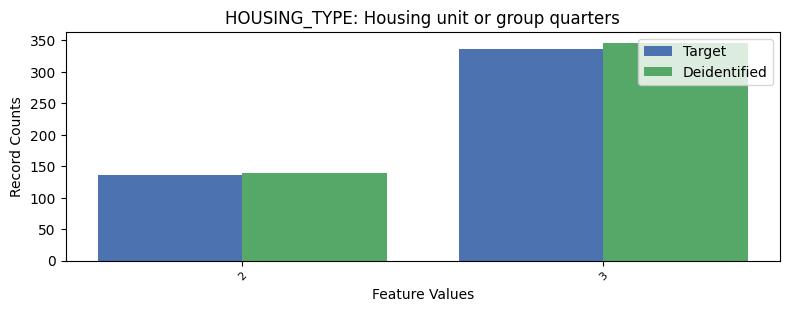 HOUSING_TYPE: Housing unit or group quarters
Target
Deidentified
Record Counts
350
300
250
200
150
100
50
0
2
3
Feature Values